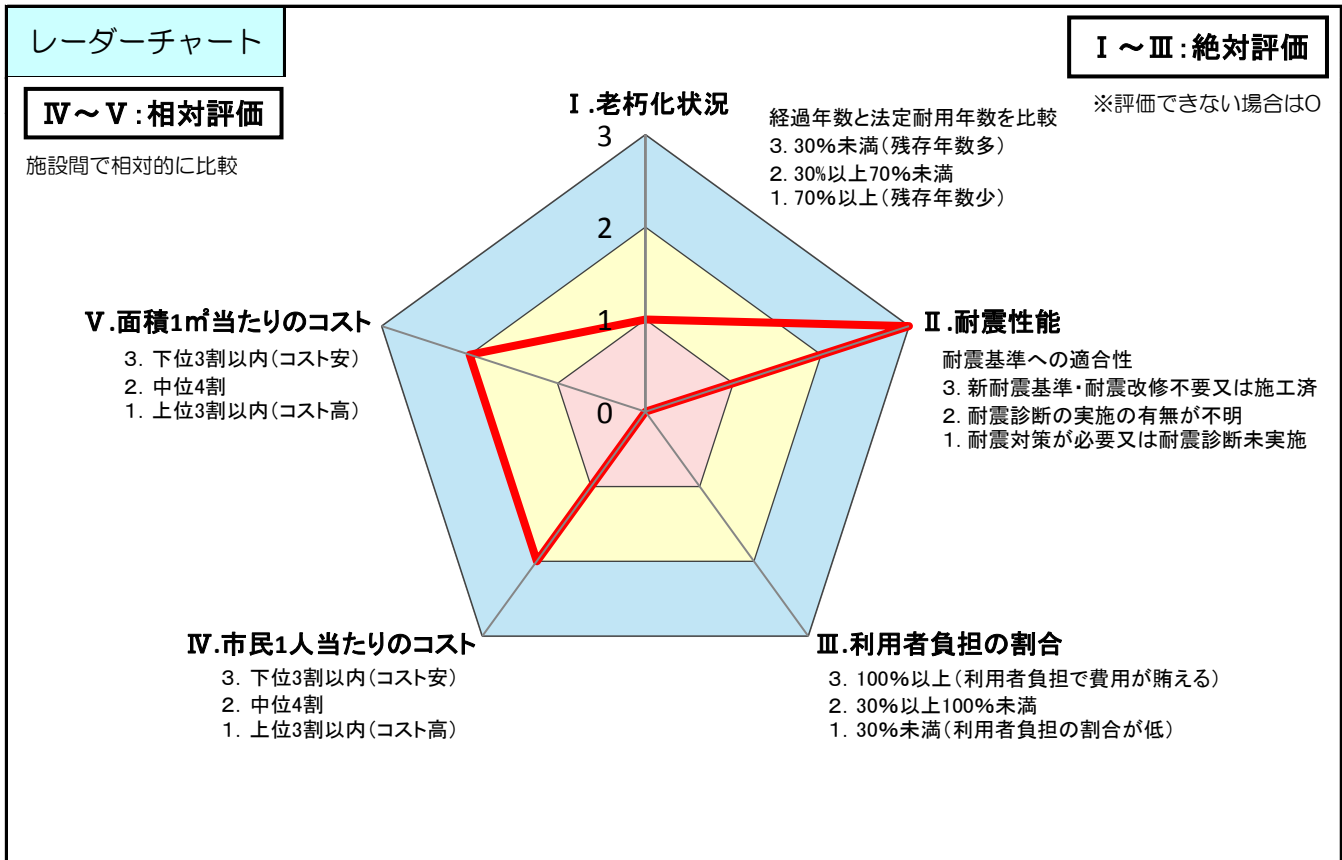 レーダーチャート
Ⅰ～Ⅲ:絶対評価
※評価できない場合は0
Ⅳ～Ⅴ:相対評価
施設間で相対的に比較
Ⅰ.老朽化状況
経過年数と法定耐用年数を比較
3. 30%未満(残存年数多)
2. 30%以上70%未満
1. 70%以上(残存年数少)
3
2
1
0
Ⅱ.耐震性能
耐震基準への適合性
3. 新耐震基準・耐震改修不要又は施工済
2. 耐震診断の実施の有無が不明
1. 耐震対策が必要又は耐震診断未実施
Ⅴ.面積1㎡当たりのコスト
3. 下位3割以内(コスト安)
2. 中位4割
1. 上位3割以内(コスト高)
Ⅳ.市民1人当たりのコスト
3. 下位3割以内(コスト安)
2. 中位4割
1. 上位3割以内(コスト高)
Ⅲ.利用者負担の割合
3. 100%以上(利用者負担で費用が賄える)
2. 30%以上100%未満
1. 30%未満(利用者負担の割合が低)